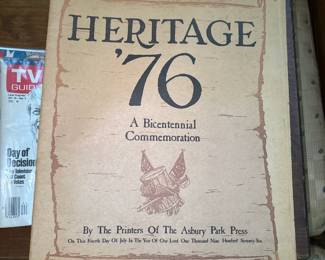 HERITAGE
'76
A Bicentennial
Commemoration
By The Printers Of The Asbury Park Press
On This Fourth Day Of July In The Year Of Our Lord One Thousand Nine Hundred Seventy-Six
TV
GUIDE
Day of
Decision